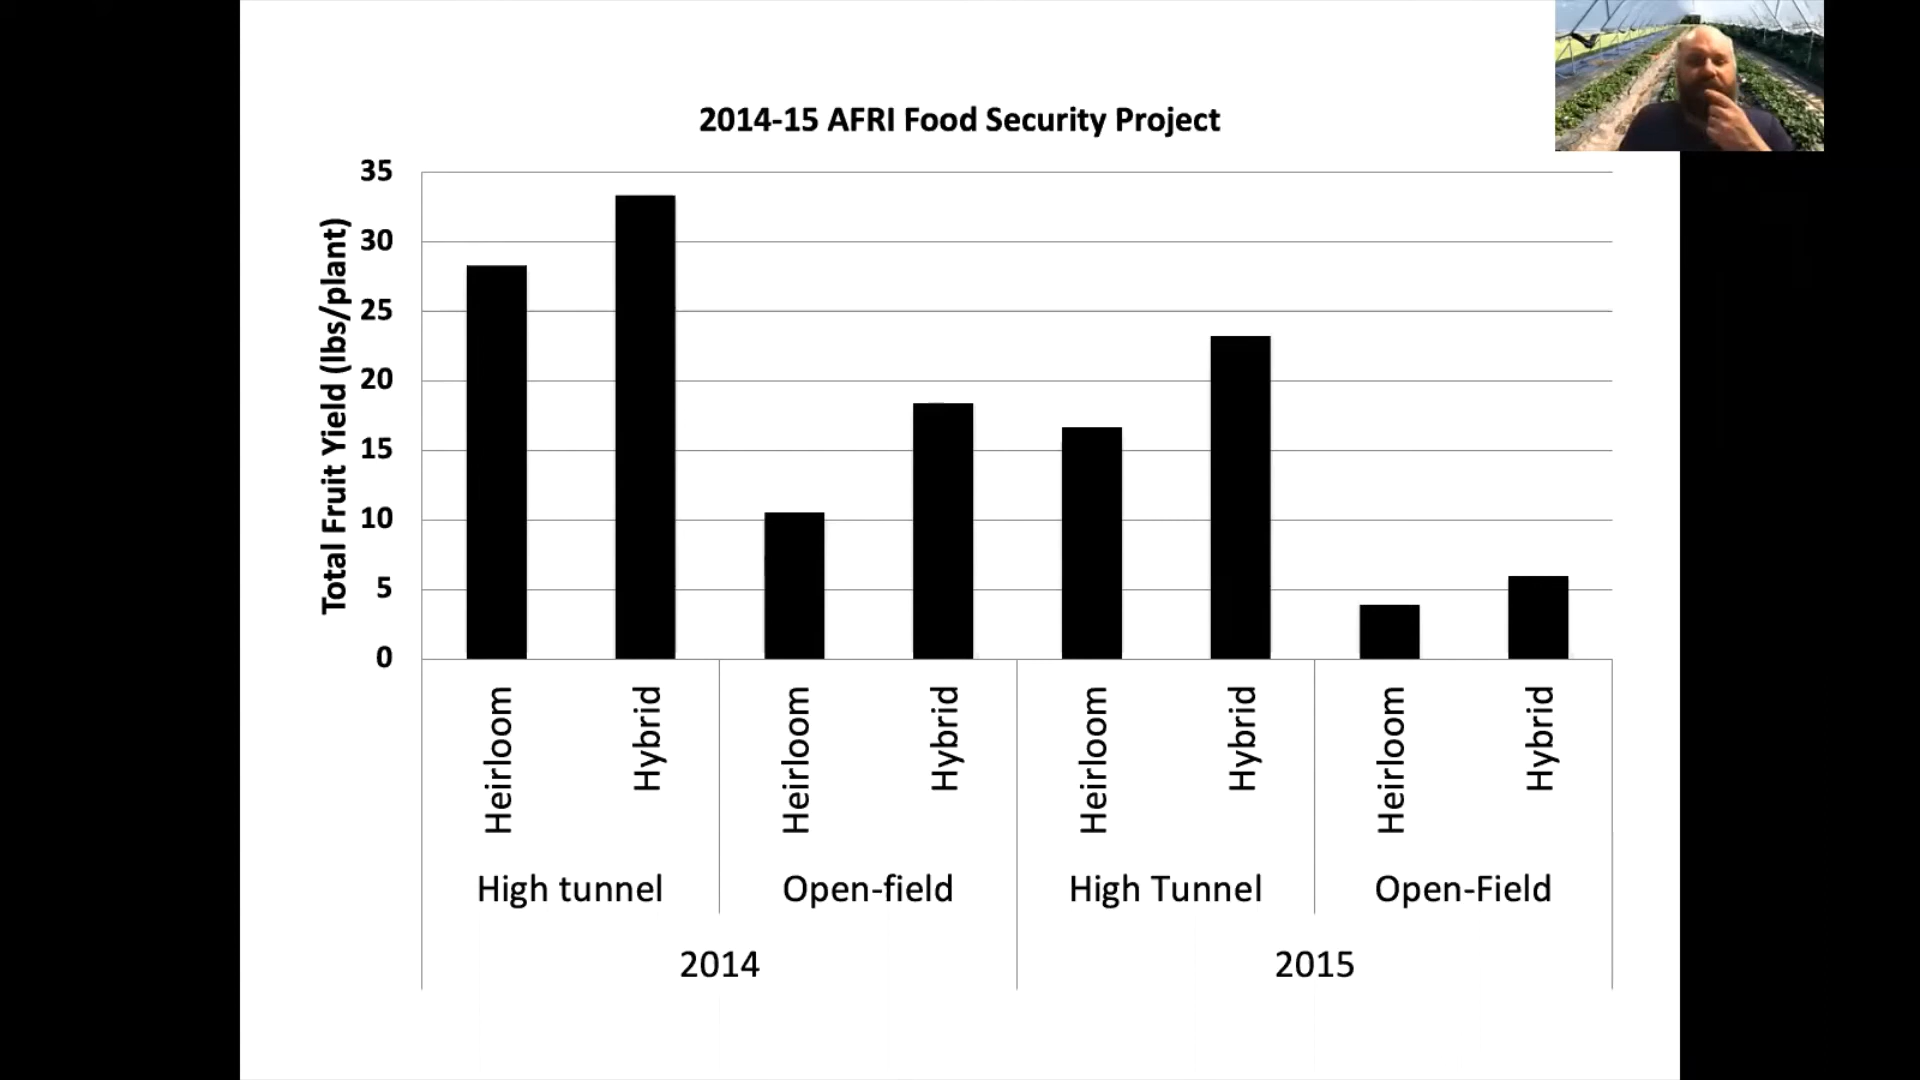 2014-15 AFRI Food Security Project
Total Fruit Yield (lbs/plant)
35
30
25
20
15
10
5
0
Heirloom
Hybrid
Heirloom
Hybrid
Heirloom
Hybrid
Heirloom
Hybrid
High tunnel
Open-field
High Tunnel
Open-Field
2014
2015